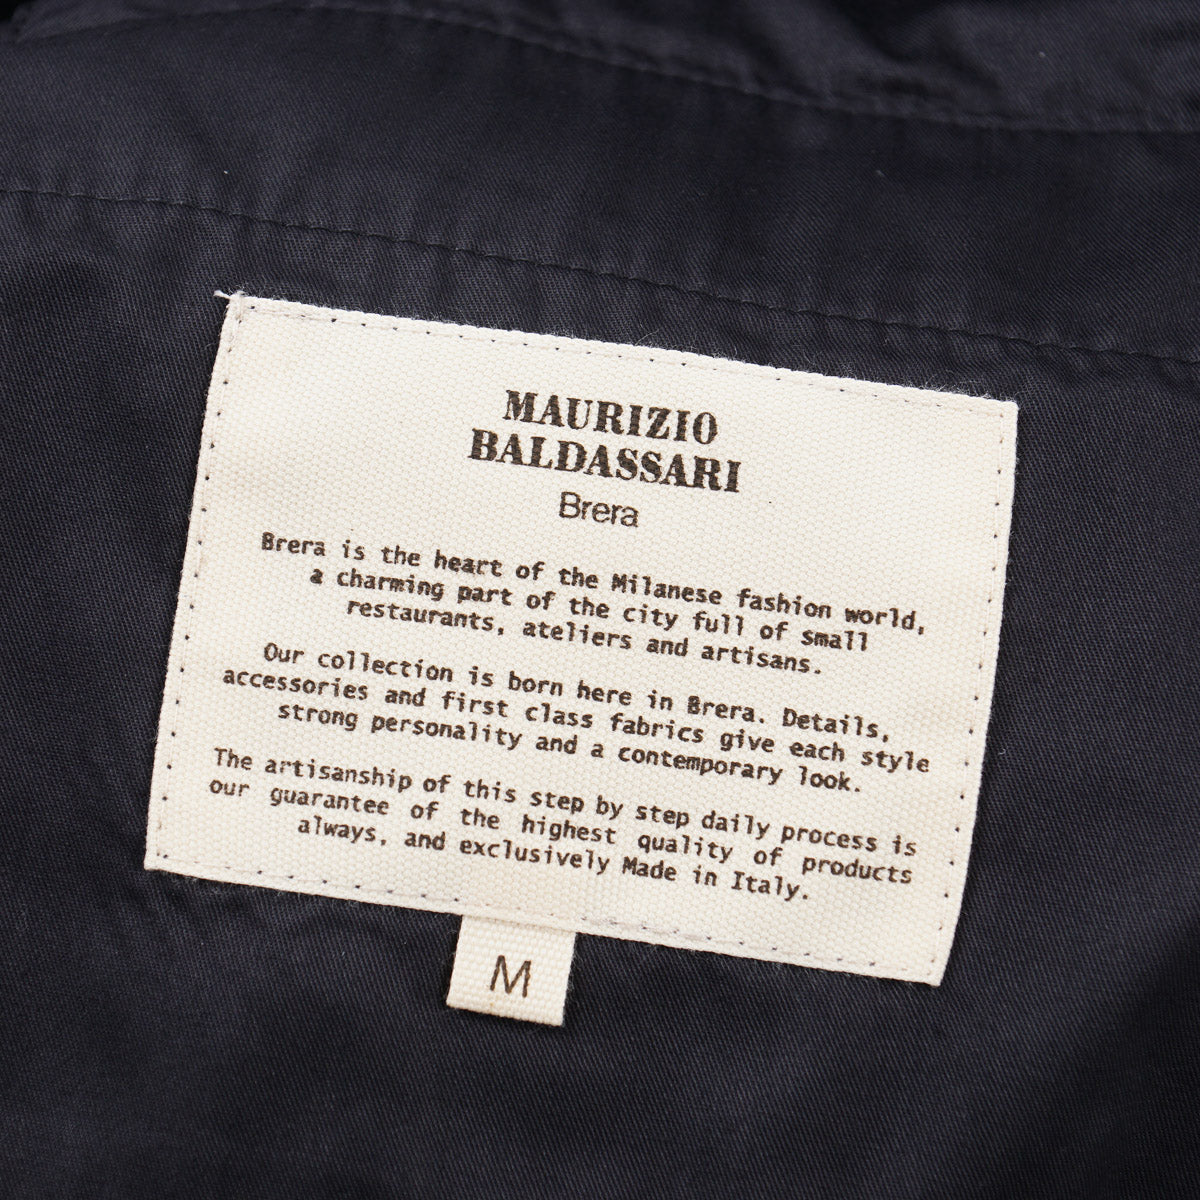 MAURIZIO
BALDASSARI
Brera
Brera is the heart of the Milanese fashion world,
a charming part of the city full of small
restaurants, ateliers and artisans.
Our collection is born here in Brera. Details,
accessories and first class fabrics give each style
strong personality and a contemporary look.
The artisanship of this step by step daily process is
our guarantee of the highest quality of products
always, and exclusively Made in Italy.
M